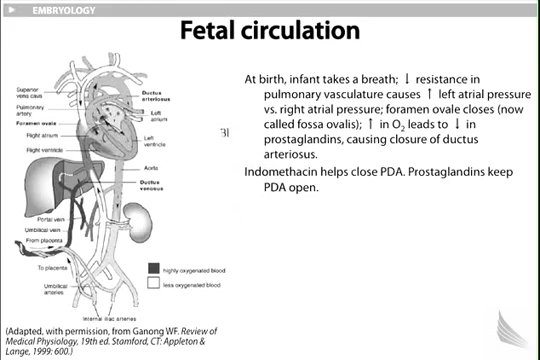 EMBRYOLOGY
Fetal circulation
At birth, infant takes a breath; ↓ resistance in
pulmonary vasculature causes ↑ left atrial pressure
vs. right atrial pressure; foramen ovale closes (now
called fossa ovalis); ↑ in O2 leads to ↓ in
prostaglandins, causing closure of ductus
arteriosus.
Indomethacin helps close PDA. Prostaglandins keep
PDA open.
Superior
vena cava
Pulmonary
artery
Foramen ovale
Right atrium
Right ventricle
Ductus
arteriosus
Left
atrium
Left
ventricle
Aorta
Ductus
venosus
Portal vein
Umbilical vein
From placenta
To placenta
Umbilical
arteries
Internal iliac arteries
highly oxygenated blood
less oxygenated blood
(Adapted, with permission, from Ganong WF. Review of
Medical Physiology, 19th ed. Stamford, CT: Appleton &
Lange, 1999: 600.)